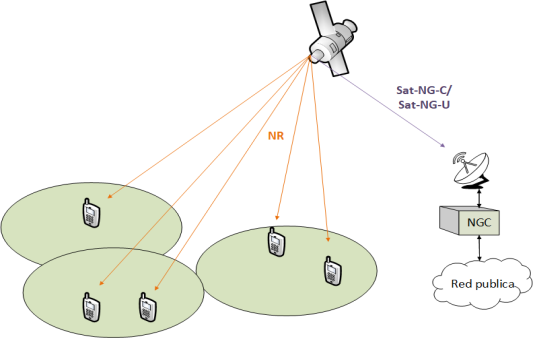 Sat-NG-C/
Sat-NG-U
NR
NGC
Red publica